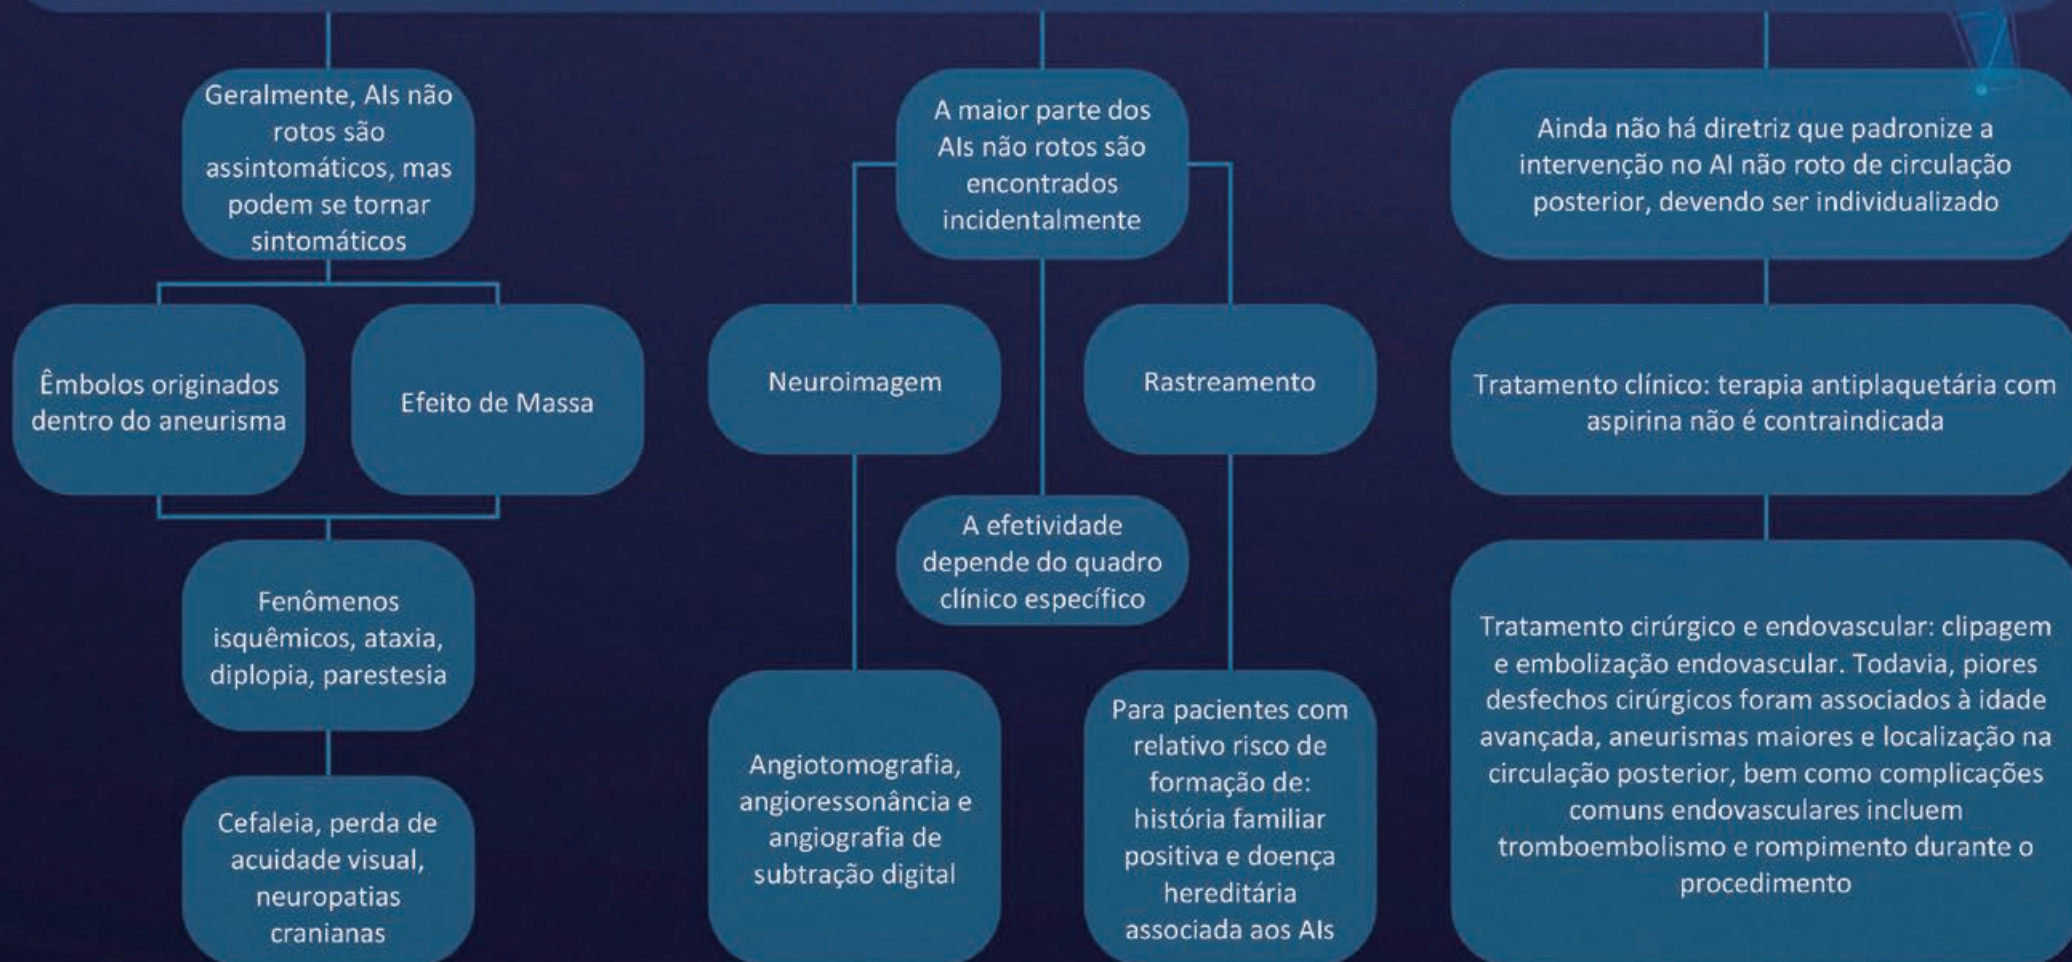 Geralmente, AIs não
rotos são
assintomáticos, mas
podem se tornar
sintomáticos
Êmbolos originados
dentro do aneurisma
Efeito de Massa
Fenômenos
isquêmicos, ataxia,
diplopia, parestesia
Cefaleia, perda de
acuidade visual,
neuropatias
cranianas
A maior parte dos
AIs não rotos são
encontrados
incidentalmente
Neuroimagem
Rastreamento
A efetividade
depende do quadro
clínico específico
Angiotomografia,
angioressonância e
angiografia de
subtração digital
Para pacientes com
relativo risco de
formação de:
história familiar
positiva e doença
hereditária
associada aos AIs
Ainda não há diretriz que padronize a
intervenção no AI não roto de circulação
posterior, devendo ser individualizado
Tratamento clínico: terapia antiplaquetária com
aspirina não é contraindicada
Tratamento cirúrgico e endovascular: clipagem
e embolização endovascular. Todavia, piores
desfechos cirúrgicos foram associados à idade
avançada, aneurismas maiores e localização na
circulação posterior, bem como complicações
comuns endovasculares incluem
tromboembolismo e rompimento durante o
procedimento